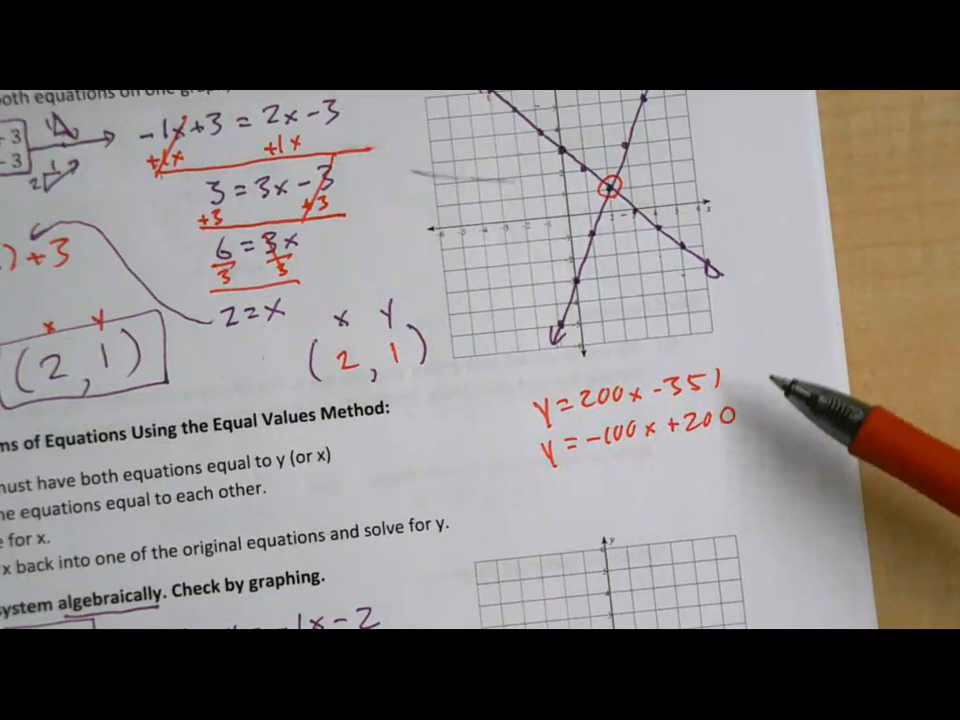 both equations on one graph
+ 3
-1x+3 = 2x-3
- 3
+1x +1x
3 = 3x - 3
+3 +3
) +3
6 = 3x
3 3
2 = x
x y
(2, 1)
x y
(2, 1)
y = 200x - 351
y = -100x + 200
ms of Equations Using the Equal Values Method:
must have both equations equal to y (or x)
he equations equal to each other.
e for x.
x back into one of the original equations and solve for y.
system algebraically. Check by graphing.
-1x-2